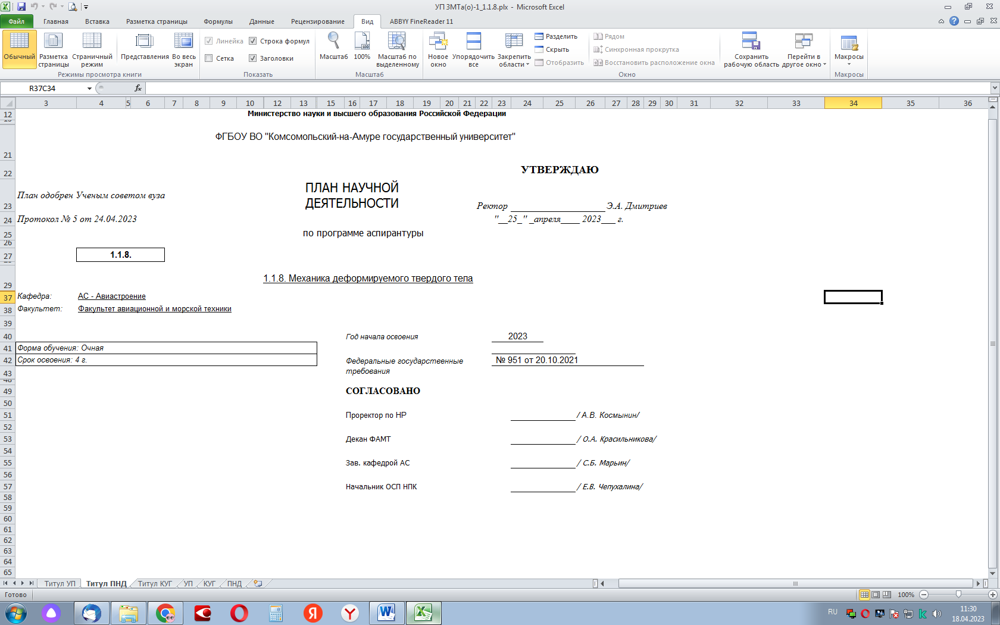 УП ЗМТа(о)-1_1.1.8.plx - Microsoft Excel
Файл Главная Вставка Разметка страницы Формулы Данные Рецензирование Вид ABBYY FineReader 11
Обычный Разметка страницы Страничный режим Представления Во весь экран
Режимы просмотра книги
Линейка Строка формул
Сетка Заголовки
Показать
Масштаб 100% Масштаб по выделенному
Масштаб
Новое окно Упорядочить все Закрепить области
Разделить
Скрыть
Отобразить
Рядом
Синхронная прокрутка
Восстановить расположение окна
Сохранить рабочую область Перейти в другое окно
Окно
Макросы
Макросы
R37C34 fx
3 4 5 6 7 8 9 10 12 13 15 16 17 18 19 20 21 22 23 24 25 26 27 28 29 30 31 32 33 34 35 36
12 Министерство науки и высшего образования Российской Федерации
ФГБОУ ВО "Комсомольский-на-Амуре государственный университет"
21
22 УТВЕРЖДАЮ
План одобрен Ученым советом вуза
ПЛАН НАУЧНОЙ
ДЕЯТЕЛЬНОСТИ
23 Ректор Э.А. Дмитриев
24 Протокол № 5 от 24.04.2023 "__25_" _апреля____ 2023___ г.
25 по программе аспирантуры
26
27 1.1.8.
29 1.1.8. Механика деформируемого твердого тела
37 Кафедра: АС - Авиастроение
38 Факультет: Факультет авиационной и морской техники
39
40 Год начала освоения 2023
41 Форма обучения: Очная
42 Срок освоения: 4 г. Федеральные государственные требования № 951 от 20.10.2021
43
48
49 СОГЛАСОВАНО
50
51 Проректор по НР / А.В. Космынин/
52
53 Декан ФАМТ / О.А. Красильникова/
54
55 Зав. кафедрой АС / С.Б. Марьин/
56
57 Начальник ОСП НПК / Е.В. Чепухалина/
58
59
60
61
62
63
64
65
Титул УП Титул ПНД Титул КУГ УП КУГ ПНД
Готово 100%
RU 11:30
18.04.2023